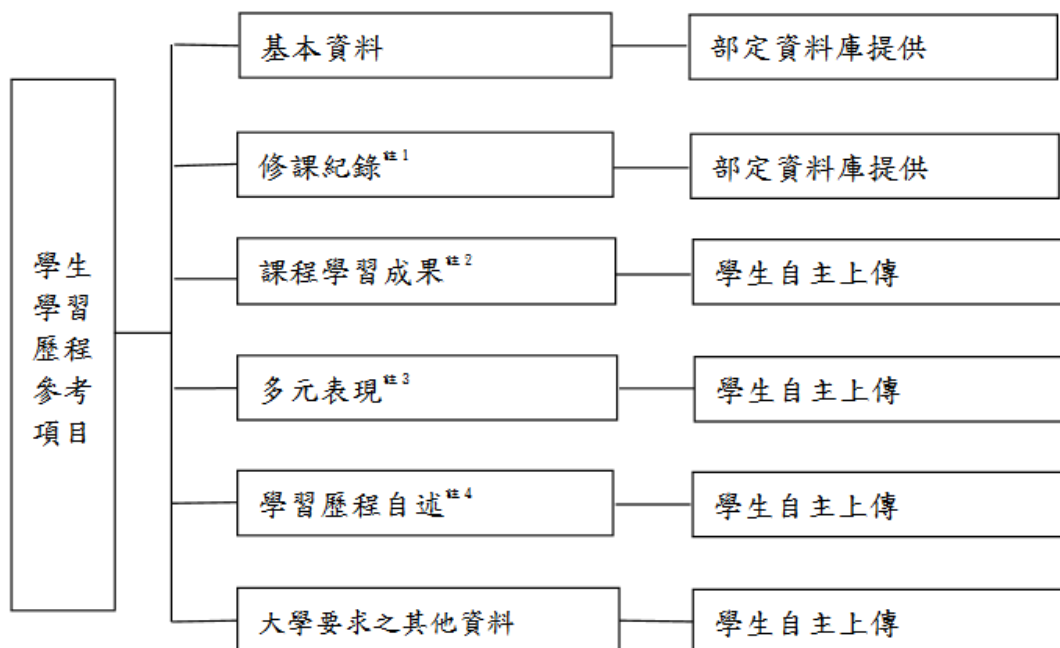 學生
學習
歷程
參考
項目
基本資料
部定資料庫提供
修課紀錄註1
部定資料庫提供
課程學習成果註2
學生自主上傳
多元表現註3
學生自主上傳
學習歷程自述註4
學生自主上傳
大學要求之其他資料
學生自主上傳